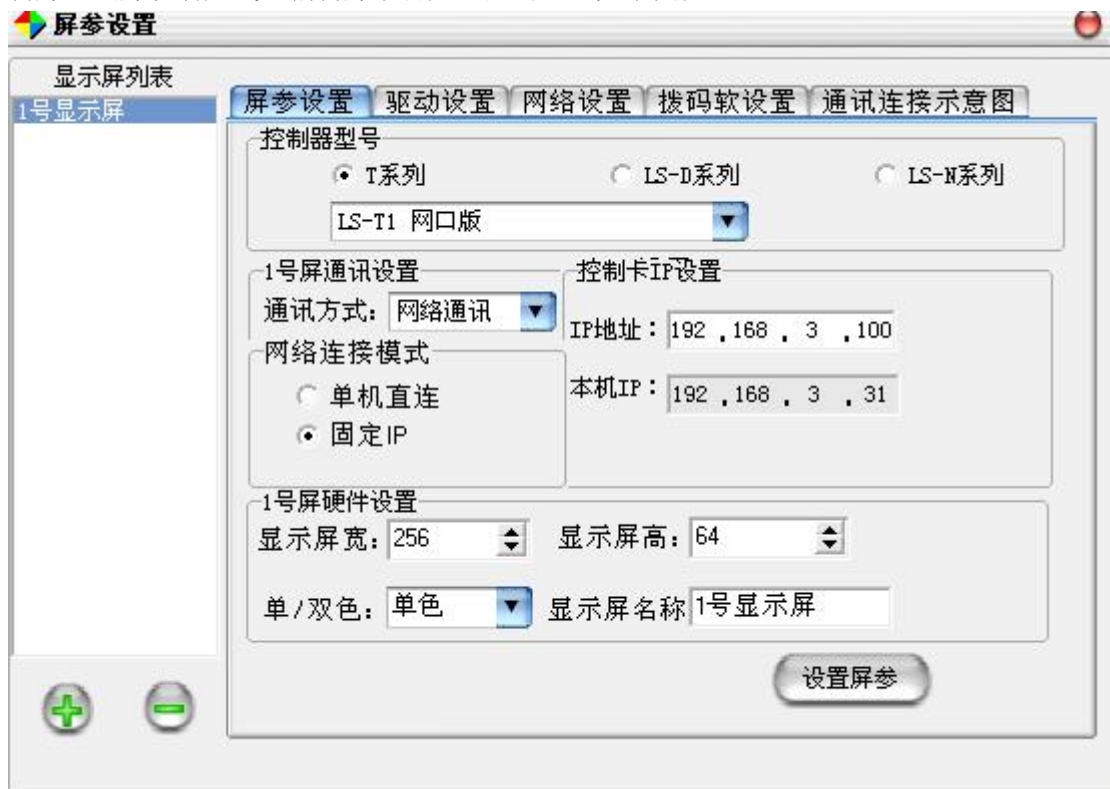 屏参设置
显示屏列表
1号显示屏
屏参设置 驱动设置 网络设置 拨码软设置 通讯连接示意图
控制器型号
T系列 LS-D系列 LS-N系列
LS-T1 网口版
1号屏通讯设置 控制卡IP设置
通讯方式: 网络通讯
IP地址: 192 . 168 . 3 . 100
网络连接模式
单机直连
本机IP: 192 . 168 . 3 . 31
固定IP
1号屏硬件设置
显示屏宽: 256 显示屏高: 64
单/双色: 单色 显示屏名称 1号显示屏
设置屏参